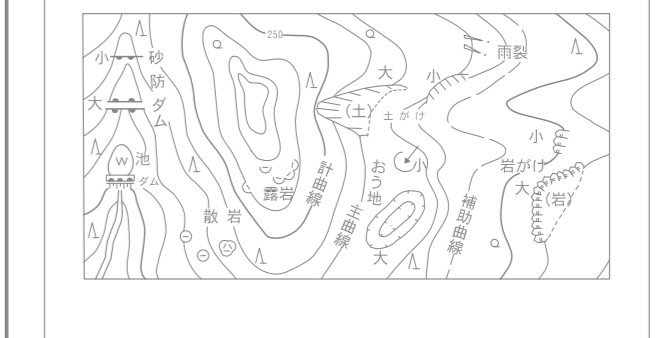 小
砂防ダム
大
W
池
ダム
250
露岩
散岩
計曲線
主曲線
大
(土)
土がけ
小
雨裂
おう地
小
大
補助曲線
小
岩がけ
大
(岩)